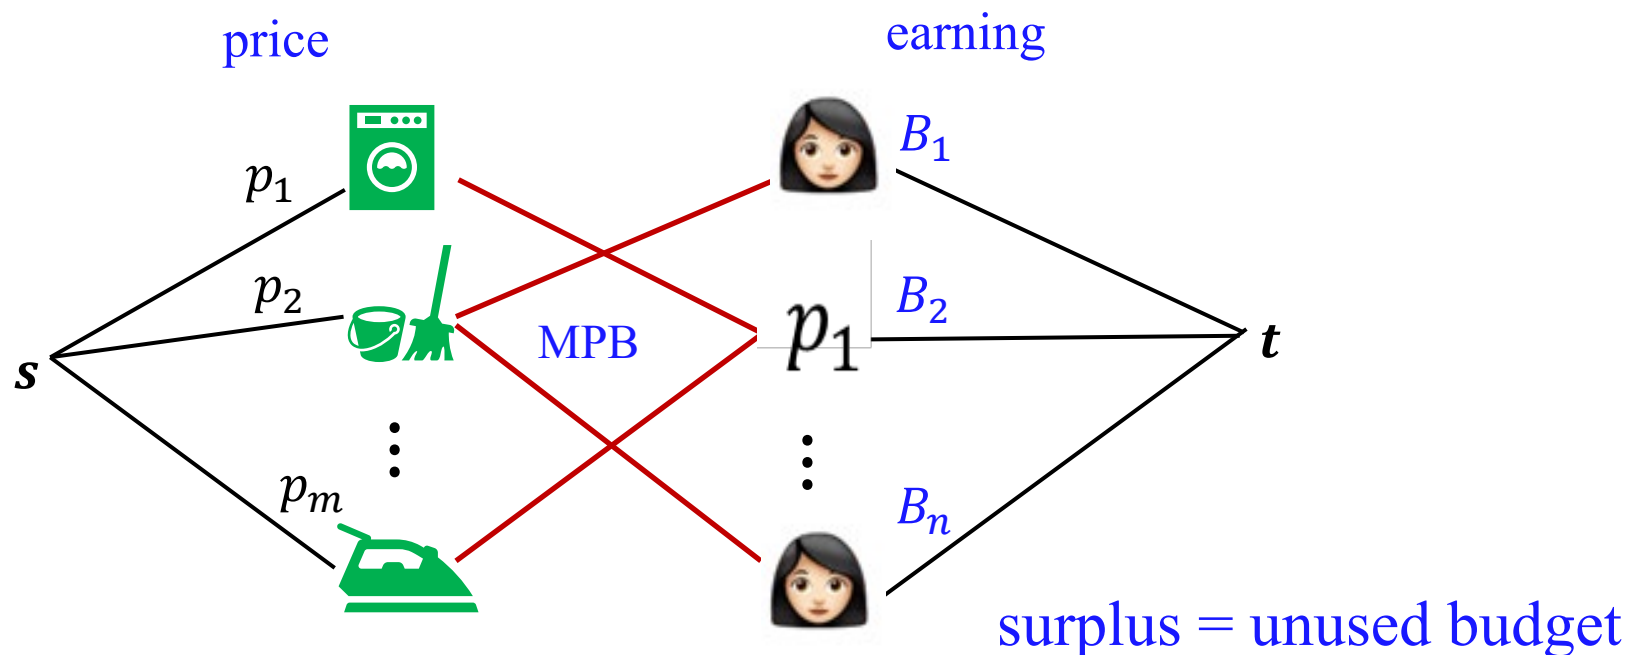 price
earning
B₁
p₁
p₂
B₂
MPB
p₁
s
t
pₘ
Bₙ
surplus = unused budget